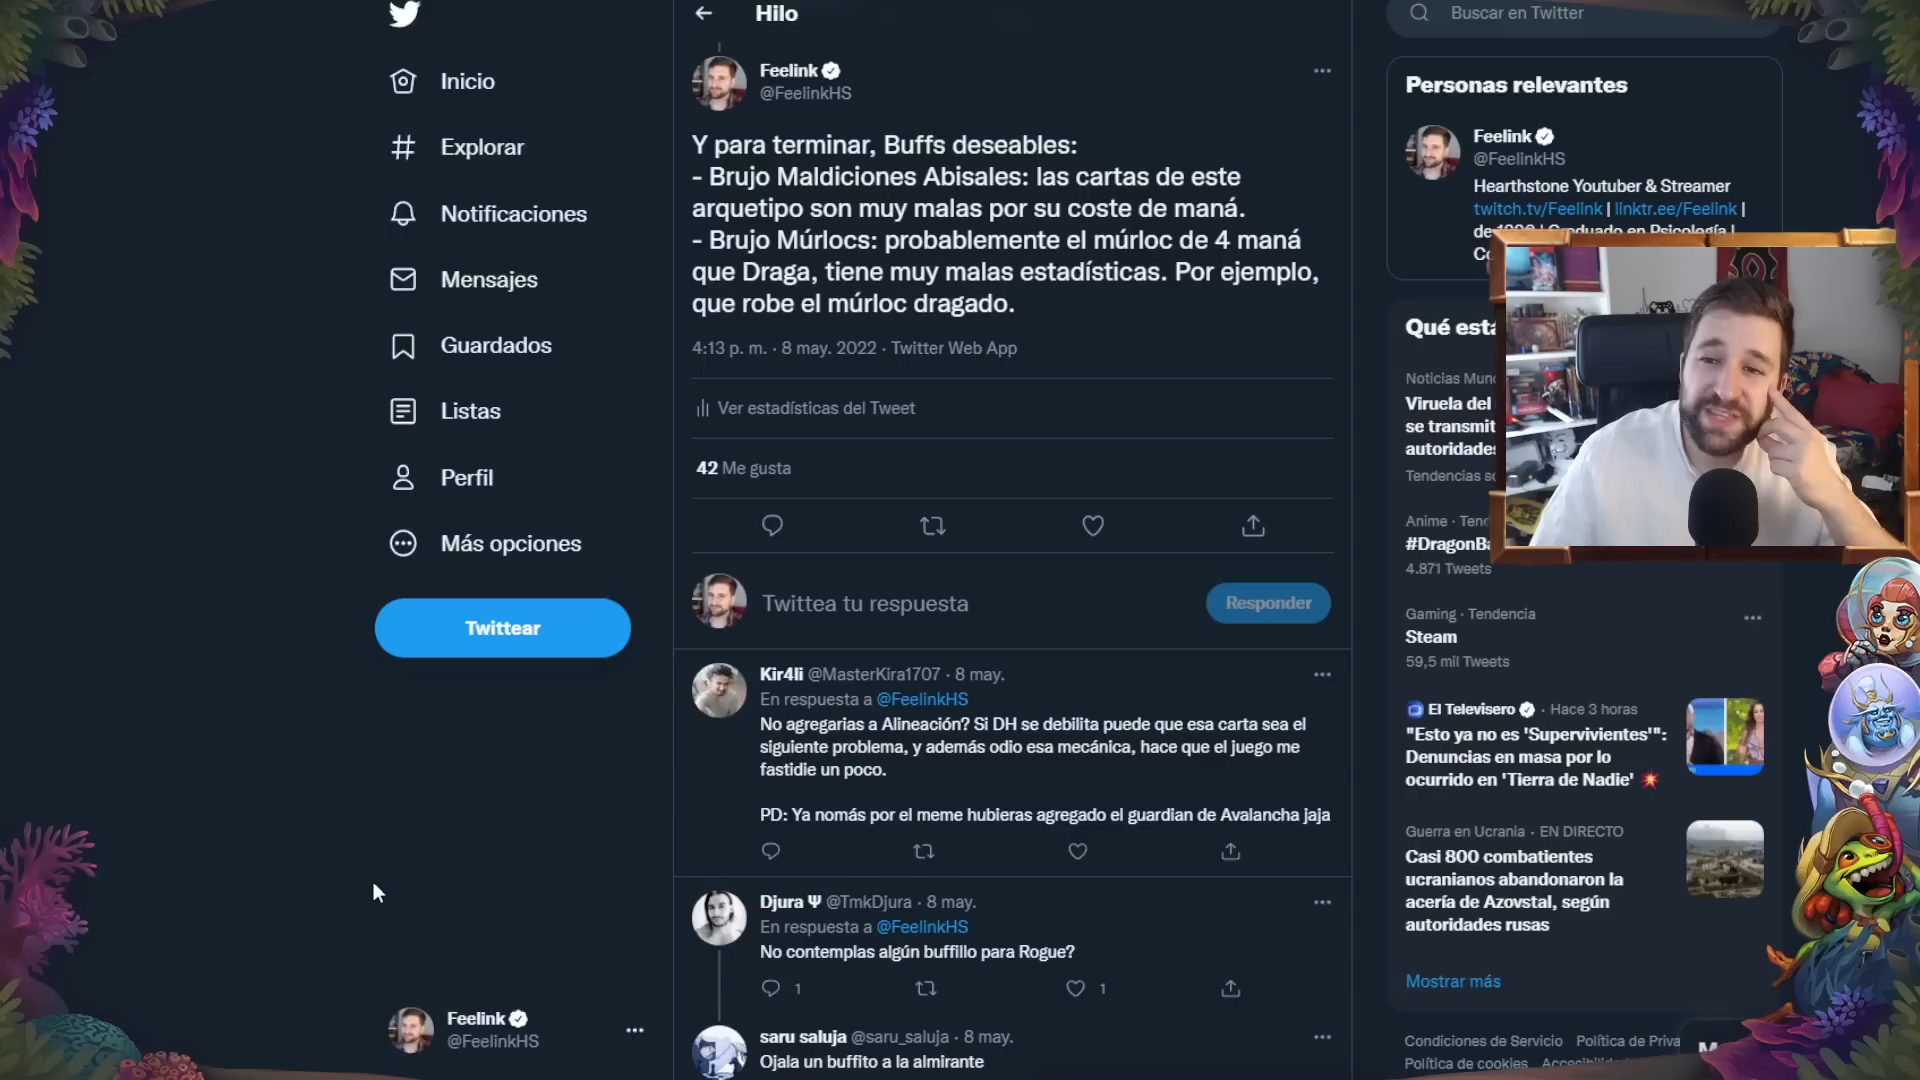 Inicio
Explorar
Notificaciones
Mensajes
Guardados
Listas
Perfil
Más opciones
Twittear
Feelink
@FeelinkHS
Hilo
Feelink
@FeelinkHS
Y para terminar, Buffs deseables:
- Brujo Maldiciones Abisales: las cartas de este
arquetipo son muy malas por su coste de maná.
- Brujo Múrlocs: probablemente el múrloc de 4 maná
que Draga, tiene muy malas estadísticas. Por ejemplo,
que robe el múrloc dragado.
4:13 p. m. · 8 may. 2022 · Twitter Web App
Ver estadísticas del Tweet
42 Me gusta
Twittea tu respuesta
Responder
Kir4li @MasterKira1707 · 8 may.
En respuesta a @FeelinkHS
No agregarias a Alineación? Si DH se debilita puede que esa carta sea el
siguiente problema, y además odio esa mecánica, hace que el juego me
fastidie un poco.
PD: Ya nomás por el meme hubieras agregado el guardian de Avalancha jaja
Djura Ψ @TmkDjura · 8 may.
En respuesta a @FeelinkHS
No contemplas algún buffillo para Rogue?
1
1
saru saluja @saru_saluja · 8 may.
Ojala un buffito a la almirante
Buscar en Twitter
Personas relevantes
Feelink
@FeelinkHS
Hearthstone Youtuber & Streamer
twitch.tv/Feelink | linktr.ee/Feelink |
Qué
Noticias
Viruela del
se
autoridades
Tendencias
Anime ·
4.871 Tweets
Gaming · Tendencia
Steam
59,5 mil Tweets
El Televisero · Hace 3 horas
"Esto ya no es 'Supervivientes'":
Denuncias en masa por lo
ocurrido en 'Tierra de Nadie' 💥
Guerra en Ucrania · EN DIRECTO
Casi 800 combatientes
ucranianos abandonaron la
acería de Azovstal, según
autoridades rusas
Mostrar más
Condiciones de Servicio Política de
Política de cookies